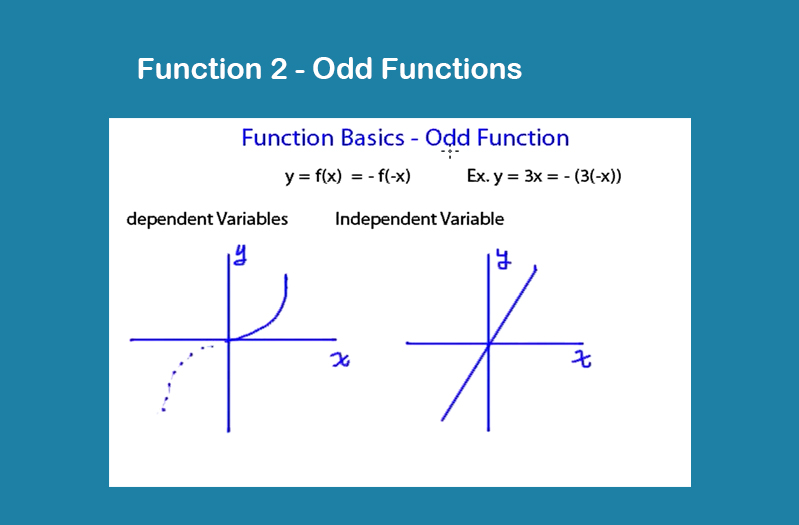 Function 2 - Odd Functions
Function Basics - Odd Function
y = f(x) = - f(-x) Ex. y = 3x = - (3(-x))
dependent Variables Independent Variable
y y
x x